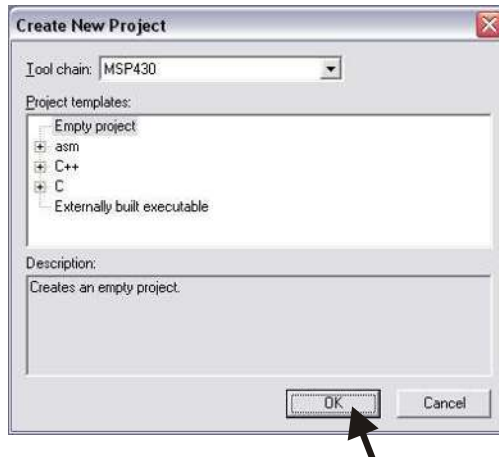 Create New Project
Tool chain: MSP430
Project templates:
Empty project
asm
C++
C
Externally built executable
Description:
Creates an empty project.
OK Cancel